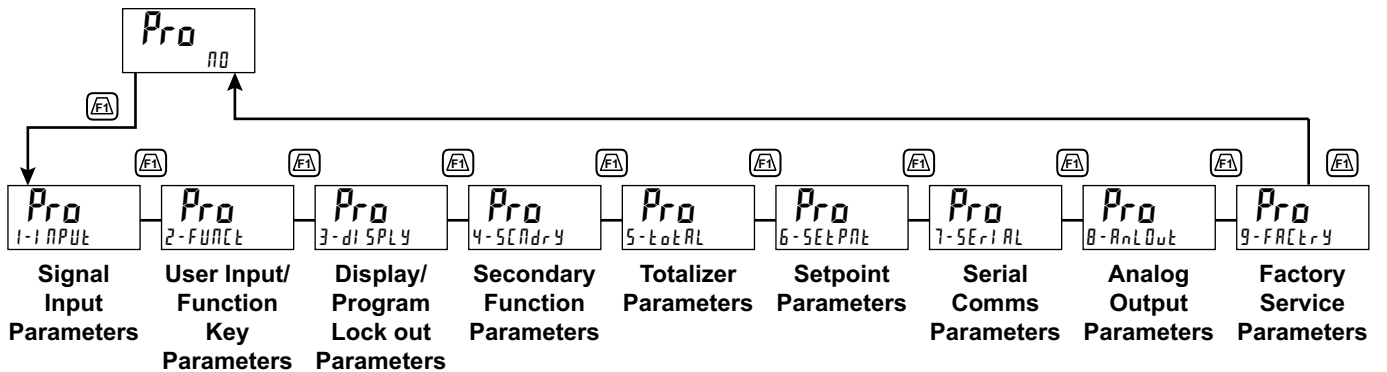 Pro
NO
F1
F1 F1 F1 F1 F1 F1 F1 F1 F1
Pro Pro Pro Pro Pro Pro Pro Pro Pro
1-INPUt 2-FUNCt 3-dISPLY 4-SCNdrY 5-totAL 6-SEtPNt 7-SErIAL 8-AnLOut 9-FACtrY
Signal User Input/ Display/ Secondary Totalizer Setpoint Serial Analog Factory
Input Function Program Function Parameters Parameters Comms Output Service
Parameters Key Lock out Parameters Parameters Parameters Parameters
Parameters Parameters